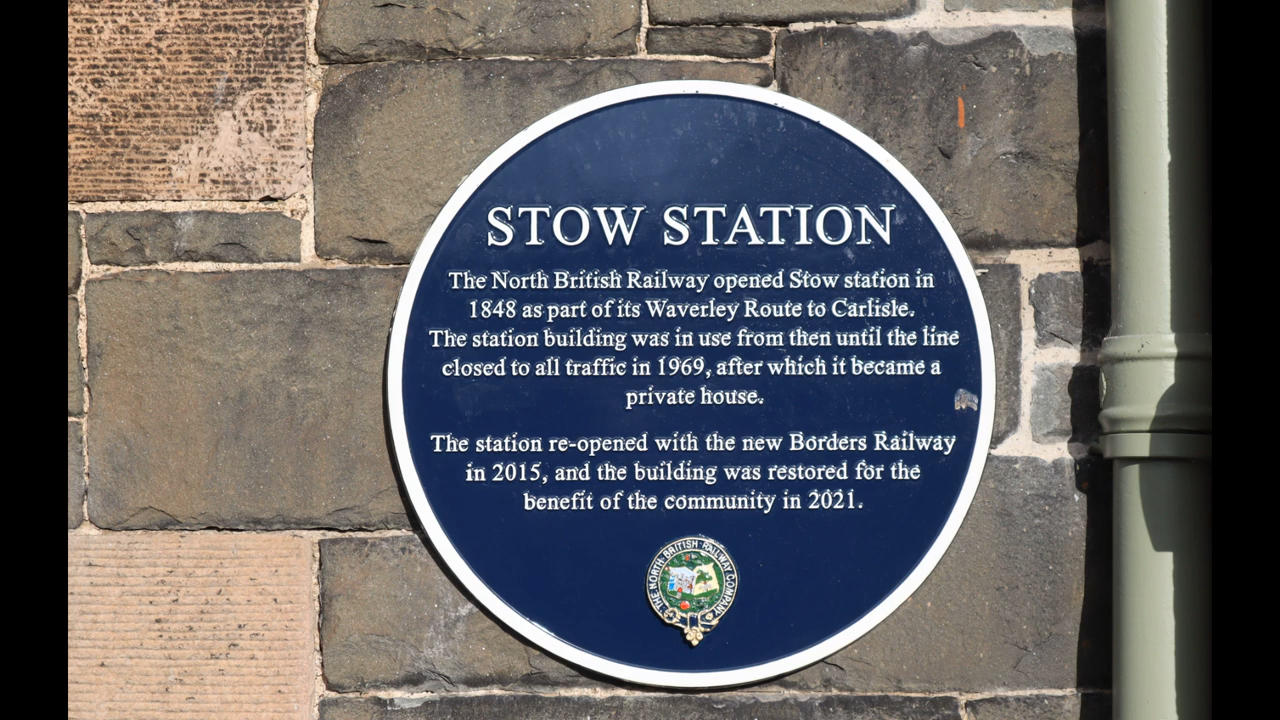 STOW STATION
The North British Railway opened Stow station in
1848 as part of its Waverley Route to Carlisle.
The station building was in use from then until the line
closed to all traffic in 1969, after which it became a
private house.
The station re-opened with the new Borders Railway
in 2015, and the building was restored for the
benefit of the community in 2021.
THE NORTH BRITISH RAILWAY COMPANY